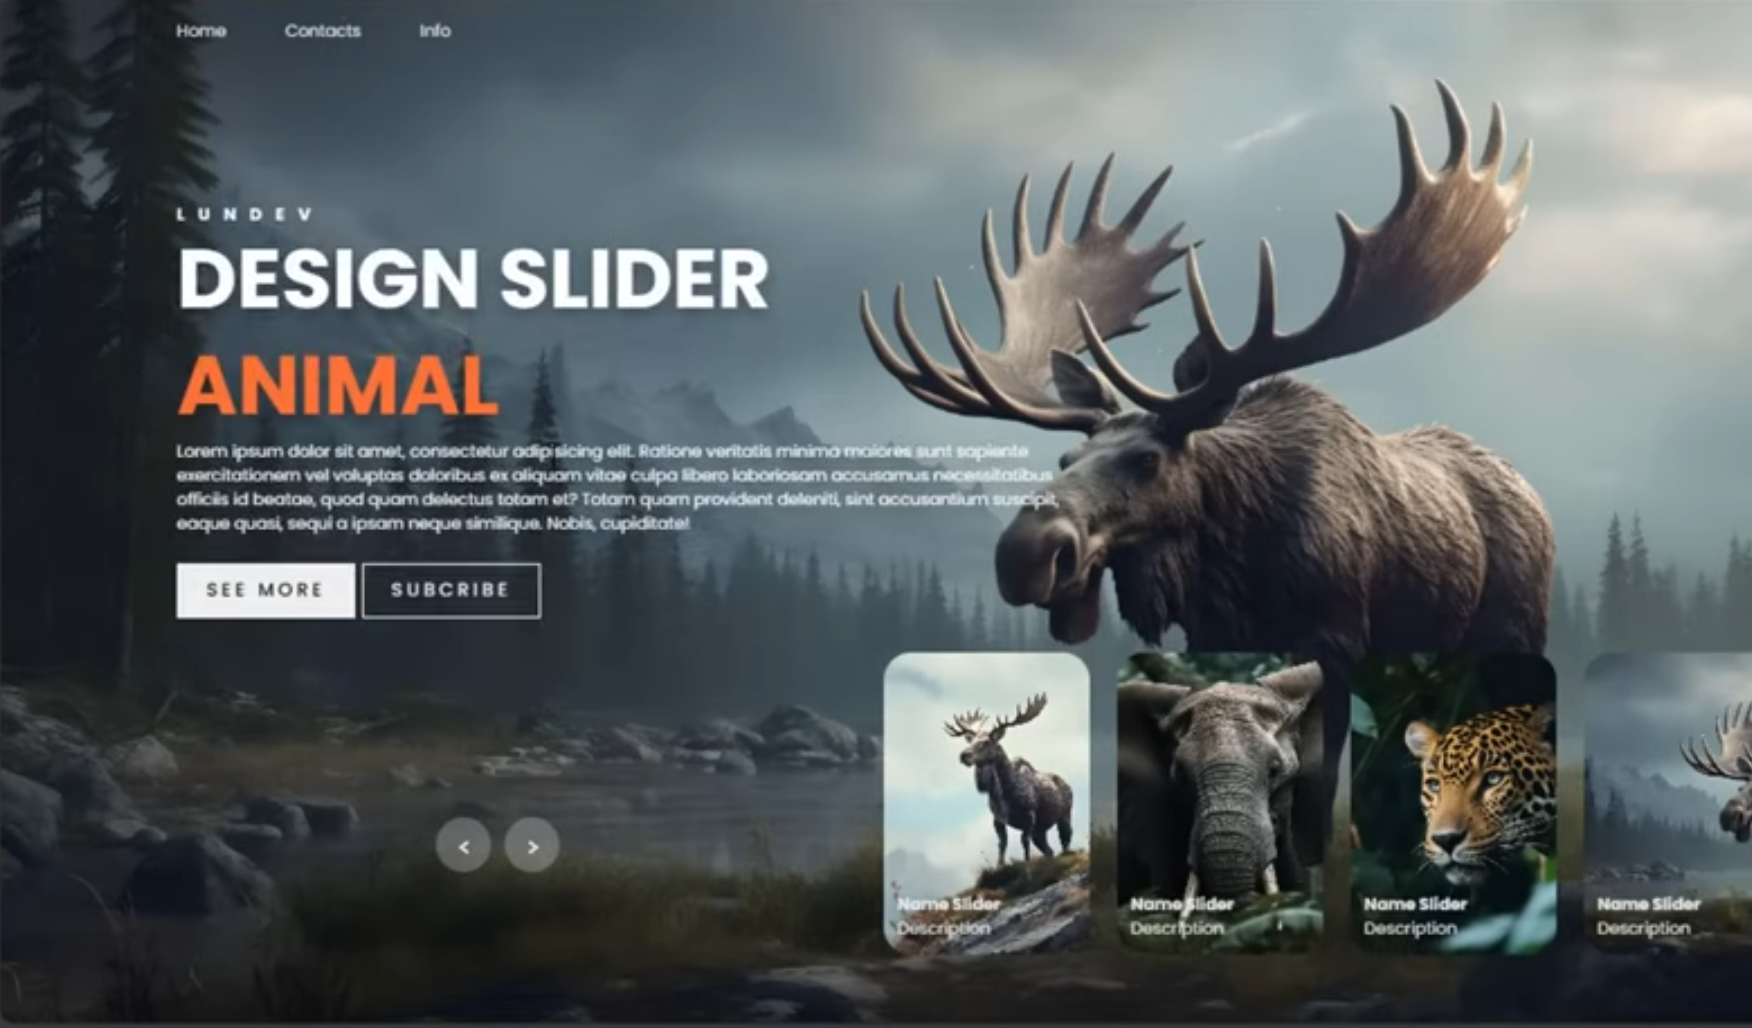 Home Contacts Info
LUNDEV
DESIGN SLIDER
ANIMAL
Lorem ipsum dolor sit amet, consectetur adipisicing elit. Ratione veritatis minima maiores sunt sapiente
exercitationem vel voluptas doloribus ex aliquam vitae culpa libero laboriosam accusamus necessitatibus
officiis id beatae, quod quam delectus totam et? Totam quam provident deleniti, sint accusantium suscipit,
eaque quasi, sequi a ipsam neque similique. Nobis, cupiditate!
SEE MORE SUBCRIBE
< >
Name Slider
Description
Name Slider
Description
Name Slider
Description
Name Slider
Description